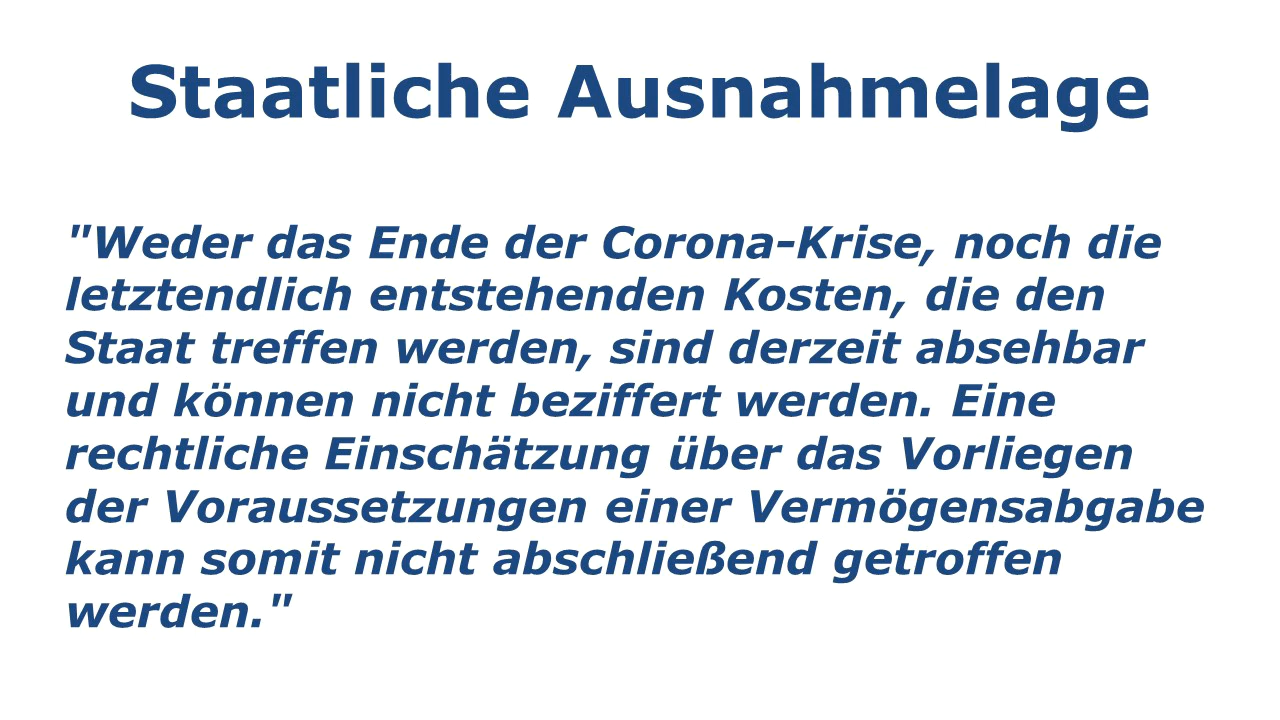 Staatliche Ausnahmelage
"Weder das Ende der Corona-Krise, noch die
letztendlich entstehenden Kosten, die den
Staat treffen werden, sind derzeit absehbar
und können nicht beziffert werden. Eine
rechtliche Einschätzung über das Vorliegen
der Voraussetzungen einer Vermögensabgabe
kann somit nicht abschließend getroffen
werden."